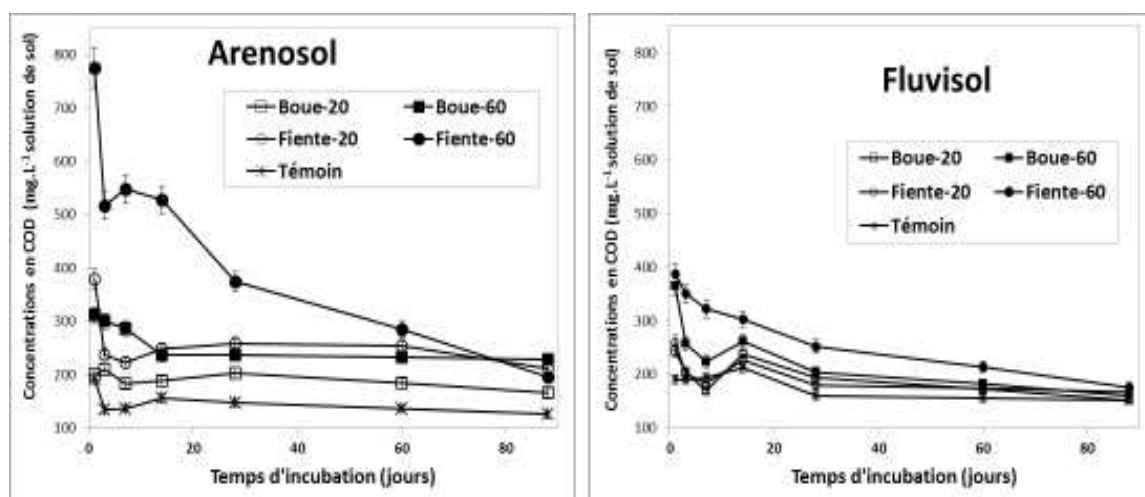 Arenosol
Boue-20 Boue-60
Fiente-20 Fiente-60
Témoin
Concentrations en COD (mg.L⁻¹ solution de sol)
800
700
600
500
400
300
200
100
0 20 40 60 80
Temps d'incubation (jours)
Fluvisol
Boue-20 Boue-60
Fiente-20 Fiente-60
Témoin
Concentrations en COD (mg.L⁻¹ solution de sol)
800
700
600
500
400
300
200
100
0 20 40 60 80
Temps d'incubation (jours)